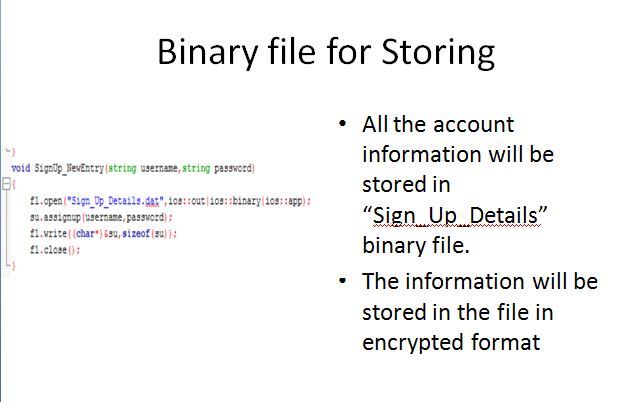 Binary file for Storing
}
void SignUp_NewEntry(string username,string password)
{
f1.open("Sign_Up_Details.dat",ios::out|ios::binary|ios::app);
su.assignup(username,password);
f1.write((char*)&su,sizeof(su));
f1.close();
}
• All the account
information will be
stored in
“Sign_Up_Details”
binary file.
• The information will be
stored in the file in
encrypted format